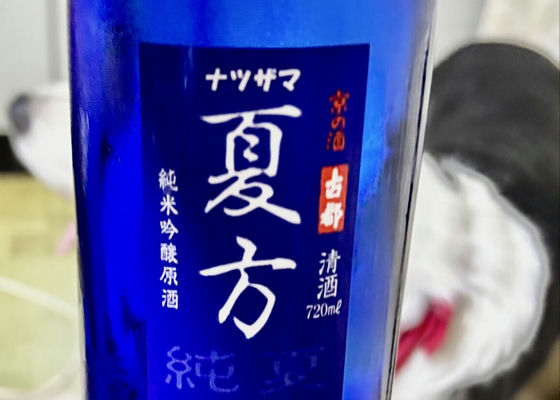 ナツザマ
夏方
京の酒
古都
清酒
720ml
純米吟醸原酒
純